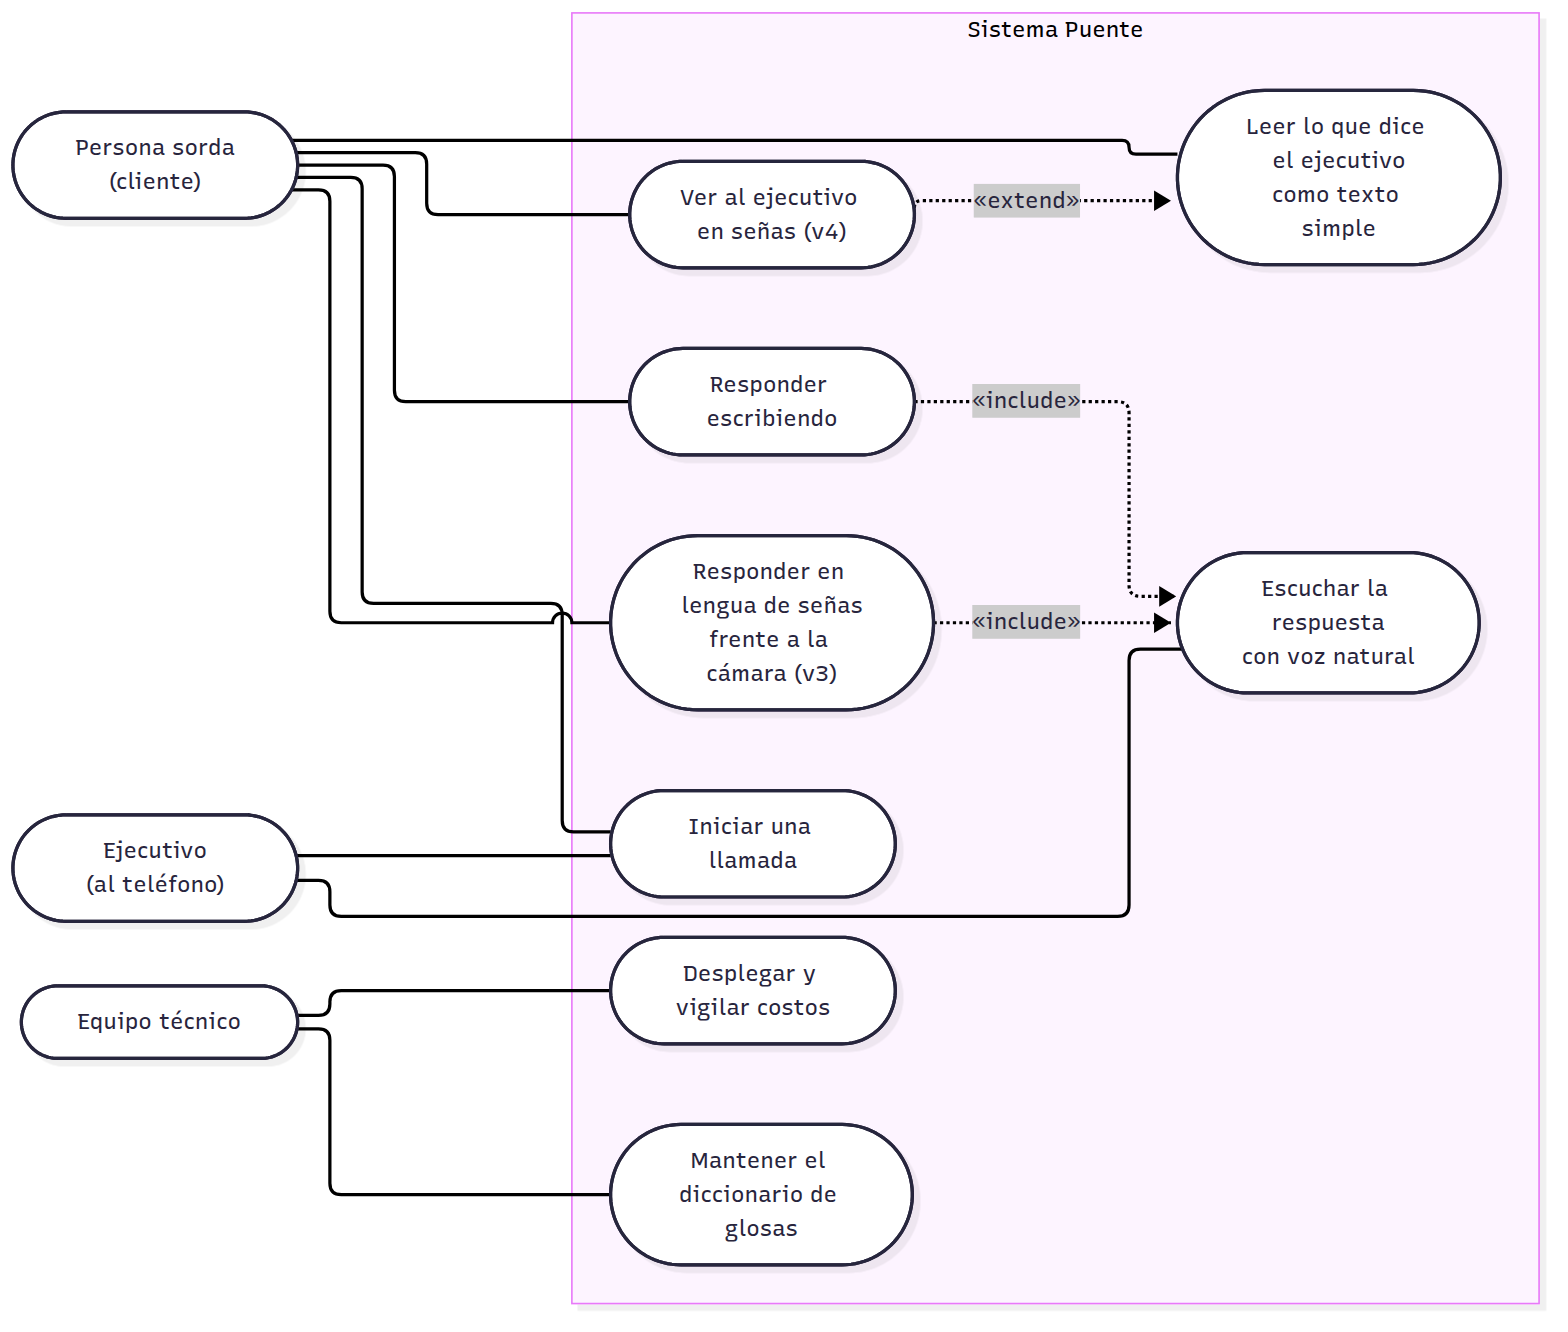 Sistema Puente
Persona sorda
(cliente)
Leer lo que dice
el ejecutivo
como texto
simple
Ver al ejecutivo
en señas (v4)
«extend»
Responder
escribiendo
«include»
Responder en
lengua de señas
frente a la
cámara (v3)
«include»
Escuchar la
respuesta
con voz natural
Iniciar una
llamada
Ejecutivo
(al teléfono)
Desplegar y
vigilar costos
Equipo técnico
Mantener el
diccionario de
glosas